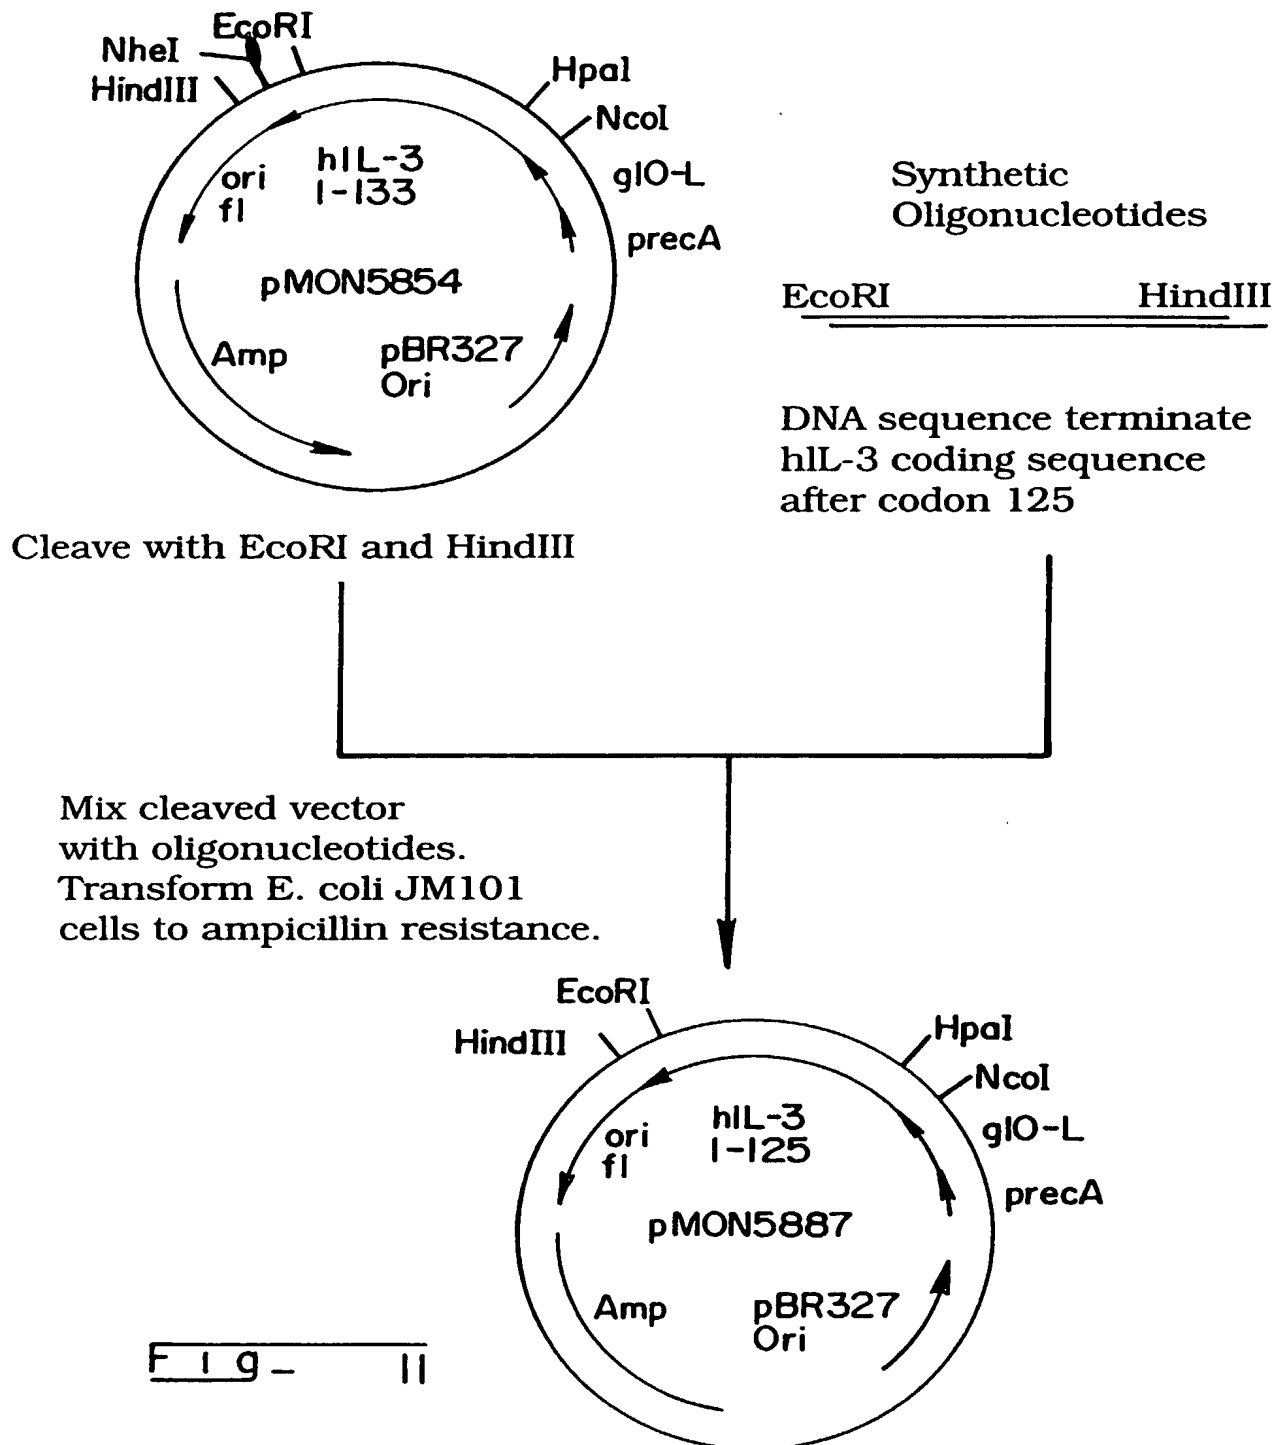 EcoRI
NheI
HindIII
HpaI
NcoI
g10-L
precA
hIL-3
1-133
ori
f1
pMON5854
Amp
pBR327
Ori
Synthetic
Oligonucleotides
EcoRI HindIII
DNA sequence terminate
hIL-3 coding sequence
after codon 125
Cleave with EcoRI and HindIII
Mix cleaved vector
with oligonucleotides.
Transform E. coli JM101
cells to ampicillin resistance.
EcoRI
HindIII
HpaI
NcoI
g10-L
precA
hIL-3
1-125
ori
f1
pMON5887
Amp
pBR327
Ori
Fig_ 11